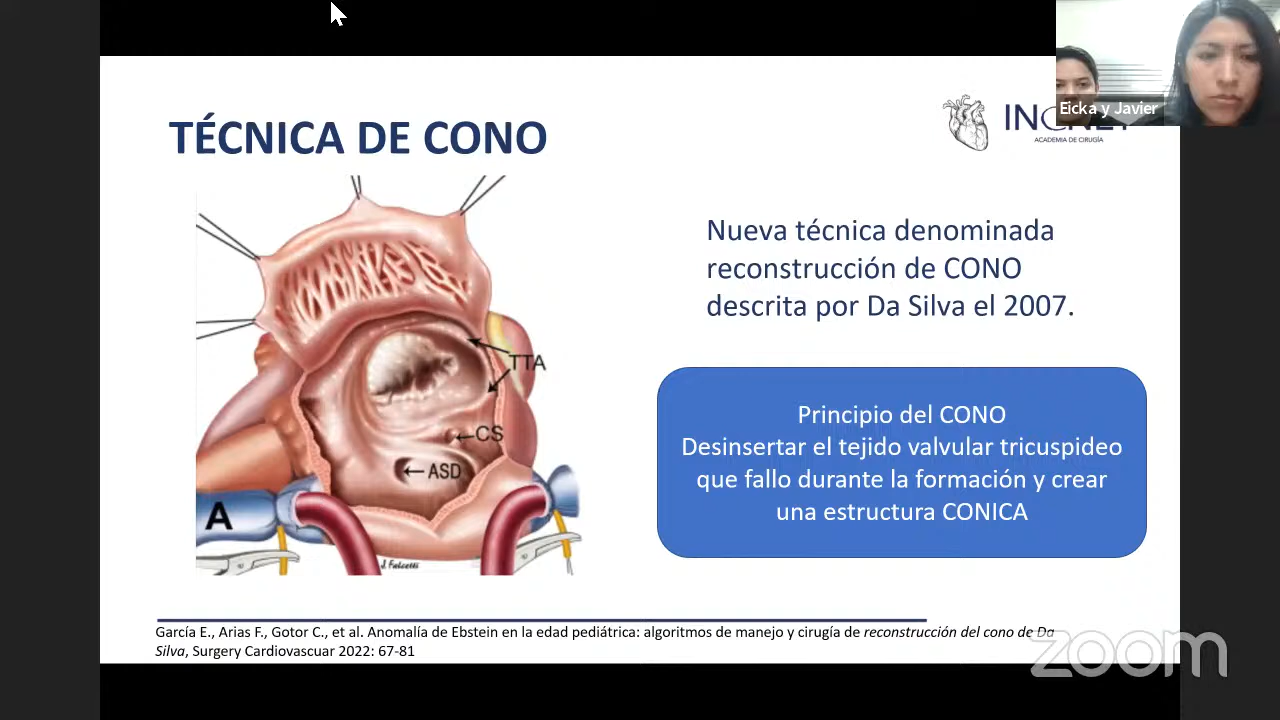 Eicka y Javier
TÉCNICA DE CONO
ACADEMIA DE CIRUGÍA
Nueva técnica denominada
reconstrucción de CONO
descrita por Da Silva el 2007.
TTA
CS
ASD
A
J. Falcetti
Principio del CONO
Desinsertar el tejido valvular tricuspideo
que fallo durante la formación y crear
una estructura CONICA
García E., Arias F., Gotor C., et al. Anomalía de Ebstein en la edad pediátrica: algoritmos de manejo y cirugía de reconstrucción del cono de Da
Silva, Surgery Cardiovascuar 2022: 67-81
zoom